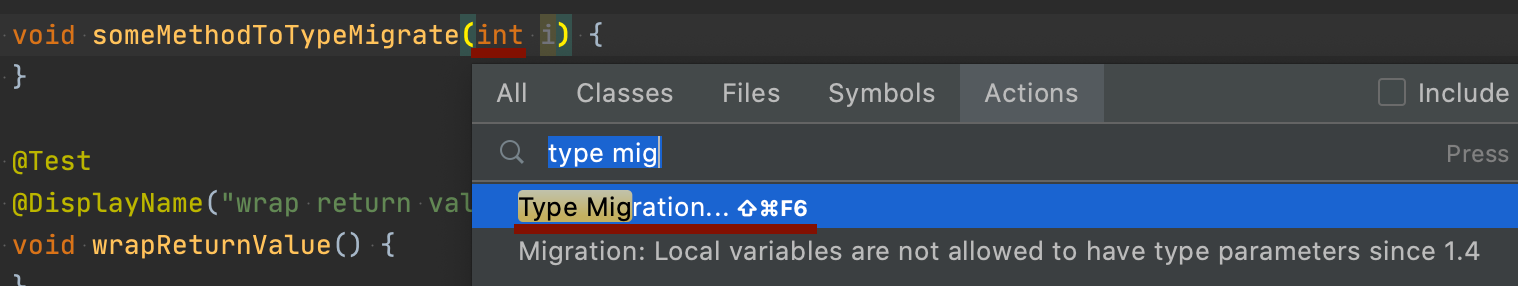 void someMethodToTypeMigrate(int i) {
}
All Classes Files Symbols Actions Include
type mig Press
@Test
Type Migration... ⇧⌘F6
@DisplayName("wrap return val
void wrapReturnValue() {
Migration: Local variables are not allowed to have type parameters since 1.4
}